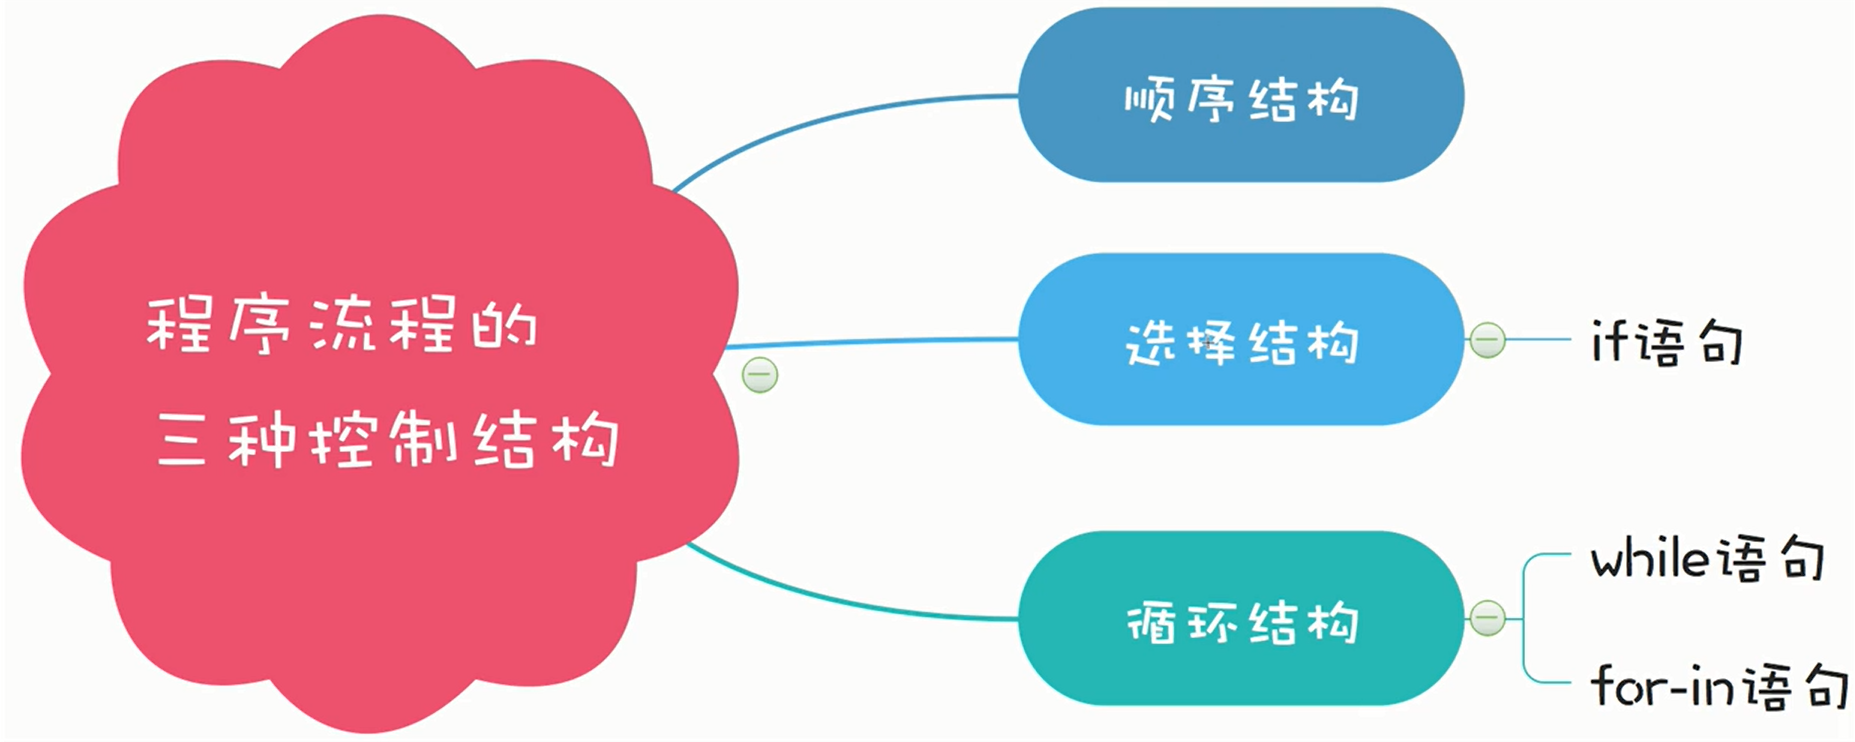 程序流程的
三种控制结构
顺序结构
选择结构
if语句
循环结构
while语句
for-in语句